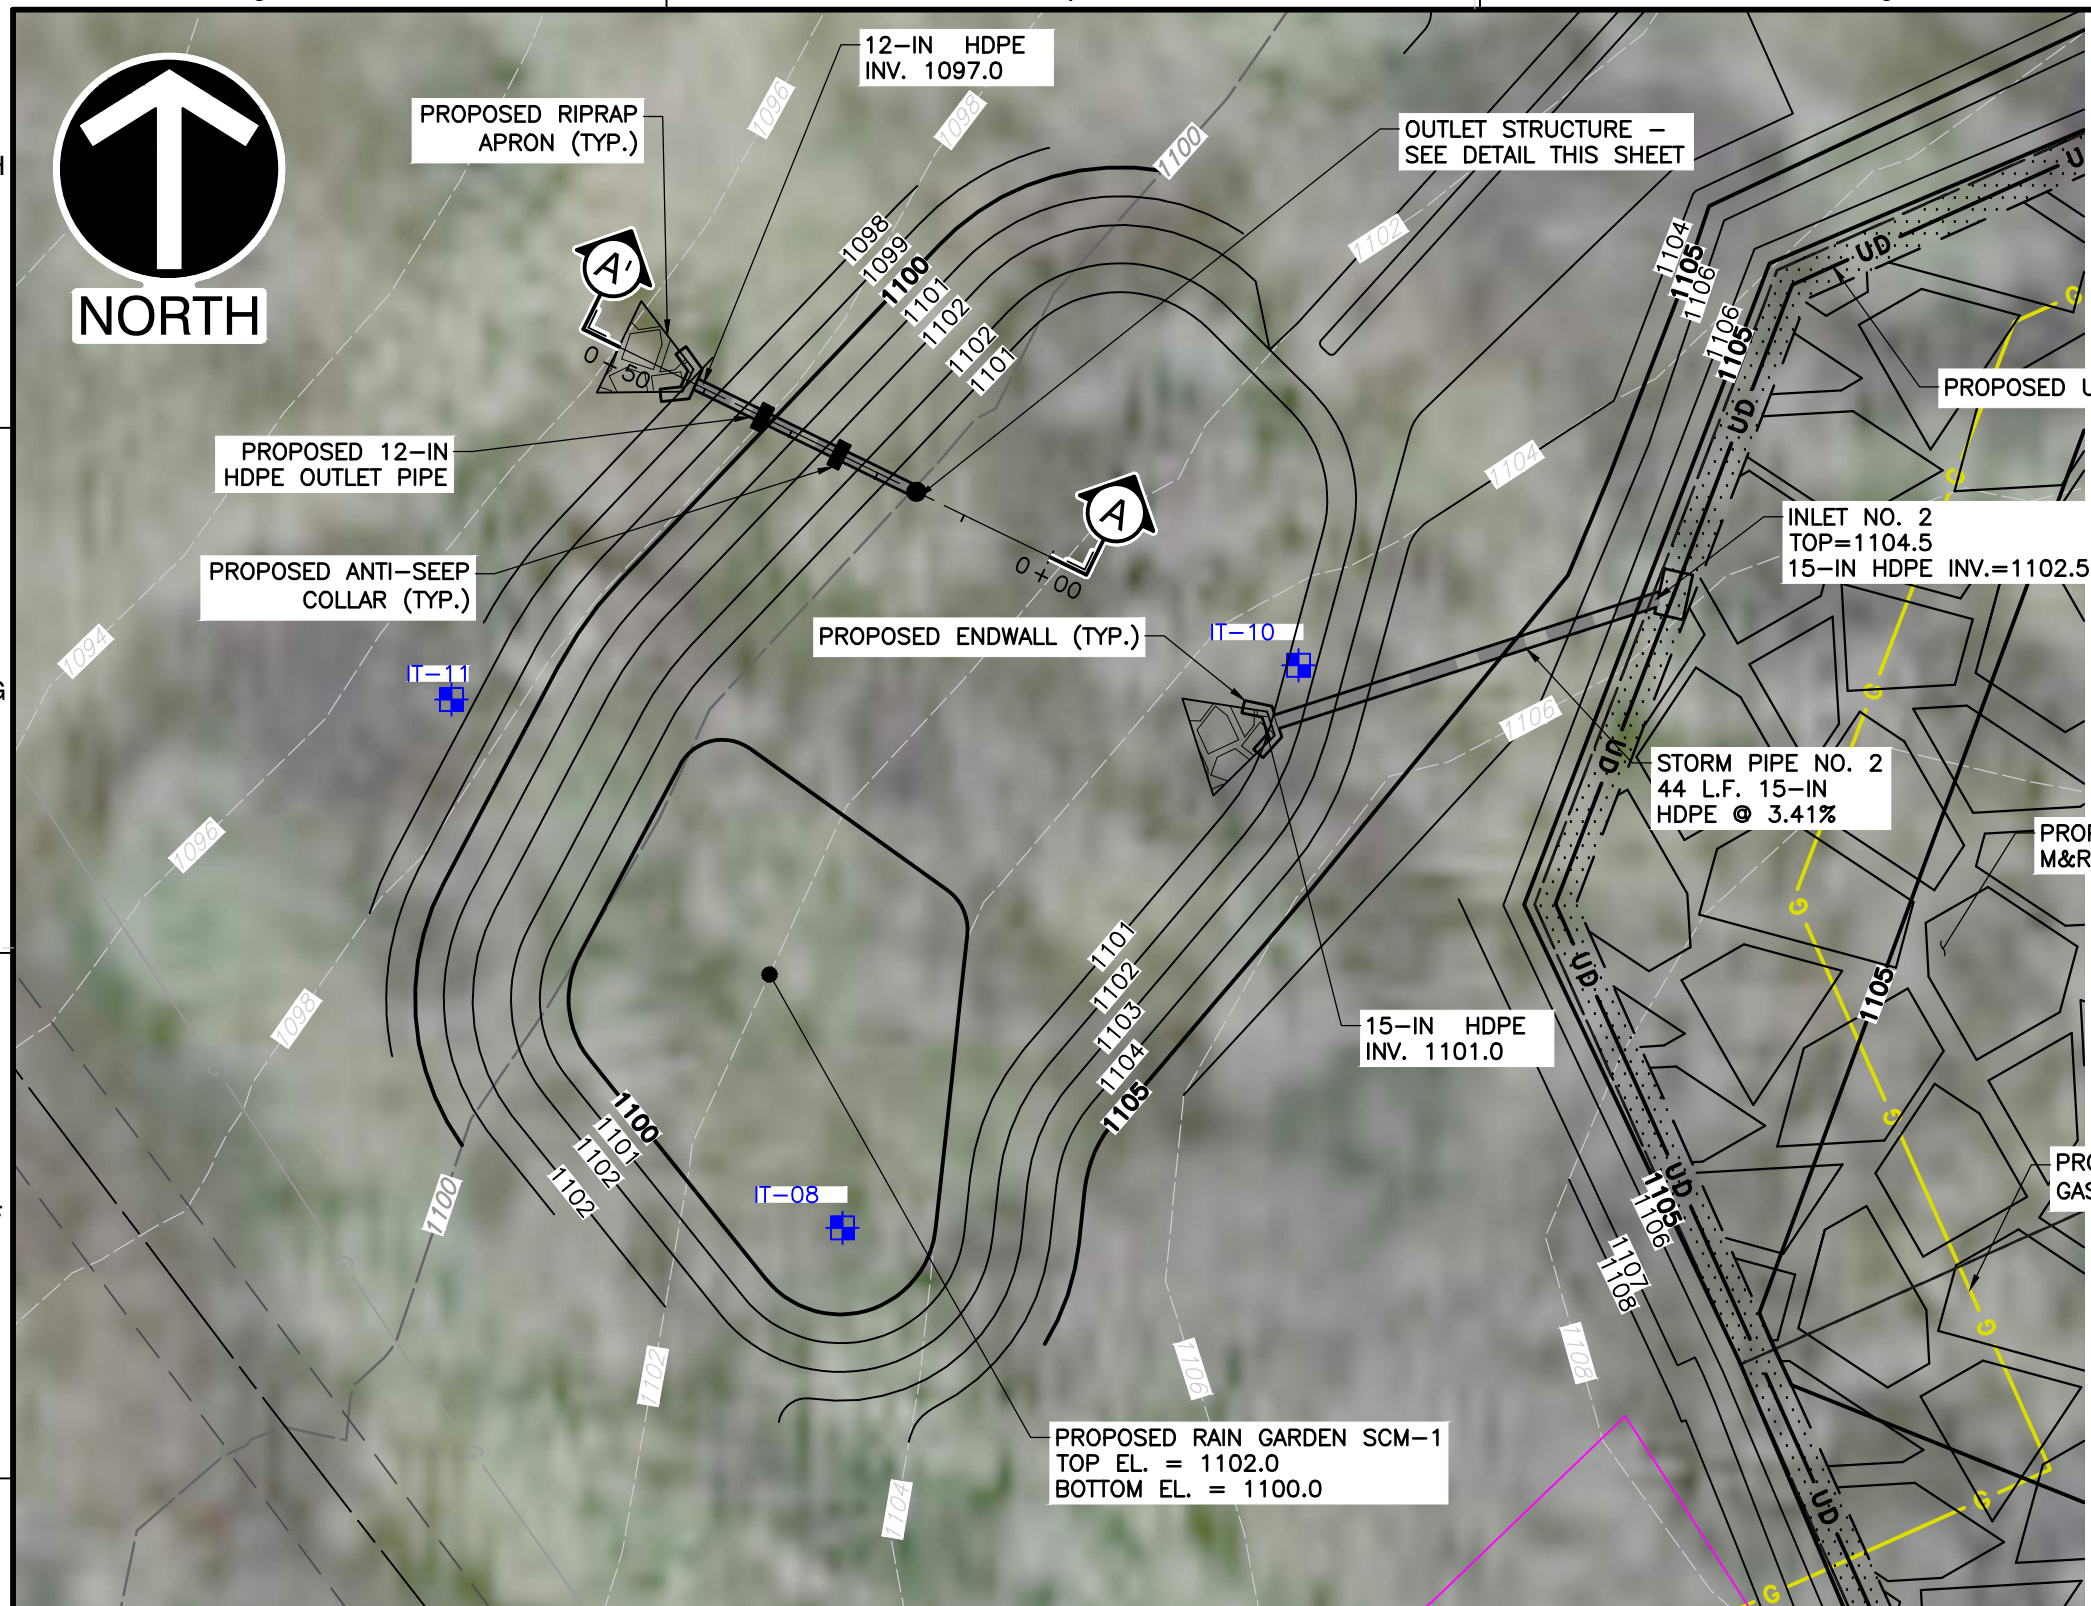 12-IN HDPE
INV. 1097.0
PROPOSED RIPRAP
APRON (TYP.)
1096
1098
1100
OUTLET STRUCTURE –
SEE DETAIL THIS SHEET
NORTH
A'
0+50
1098
1099
1100
1101
1102
1102
1101
1102
1104
1105
1106
1106
1105
UD
UD
G
PROPOSED 12-IN
HDPE OUTLET PIPE
PROPOSED
1104
G
A
0+00
INLET NO. 2
TOP=1104.5
15-IN HDPE INV.=1102.5
PROPOSED ANTI-SEEP
COLLAR (TYP.)
PROPOSED ENDWALL (TYP.)
IT-10
1094
IT-11
G
1106
UD
STORM PIPE NO. 2
44 L.F. 15-IN
HDPE @ 3.41%
1096
M&R
G
1101
1102
1103
1104
1105
UD
1105
1098
15-IN HDPE
INV. 1101.0
G
G
1100
1101
1102
1102
1100
IT-08
UD
1105
1106
1107
1108
G
G
1102
1106
1108
G
PROPOSED RAIN GARDEN SCM-1
TOP EL. = 1102.0
BOTTOM EL. = 1100.0
1104
G
UD
G
G